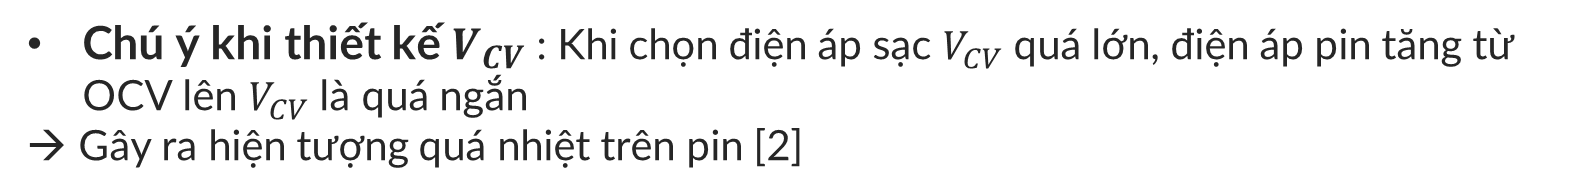 • Chú ý khi thiết kế V_CV : Khi chọn điện áp sạc V_CV quá lớn, điện áp pin tăng từ
OCV lên V_CV là quá ngắn
→ Gây ra hiện tượng quá nhiệt trên pin [2]